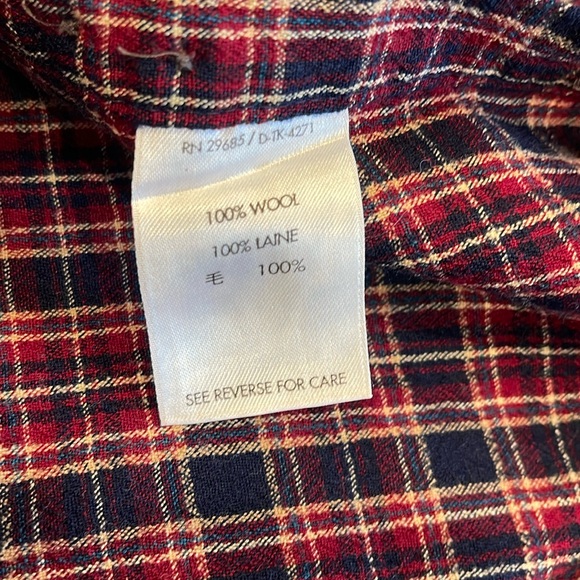 RN 29685 / D-TK-4271
100% WOOL
100% LAINE
毛 100%
SEE REVERSE FOR CARE